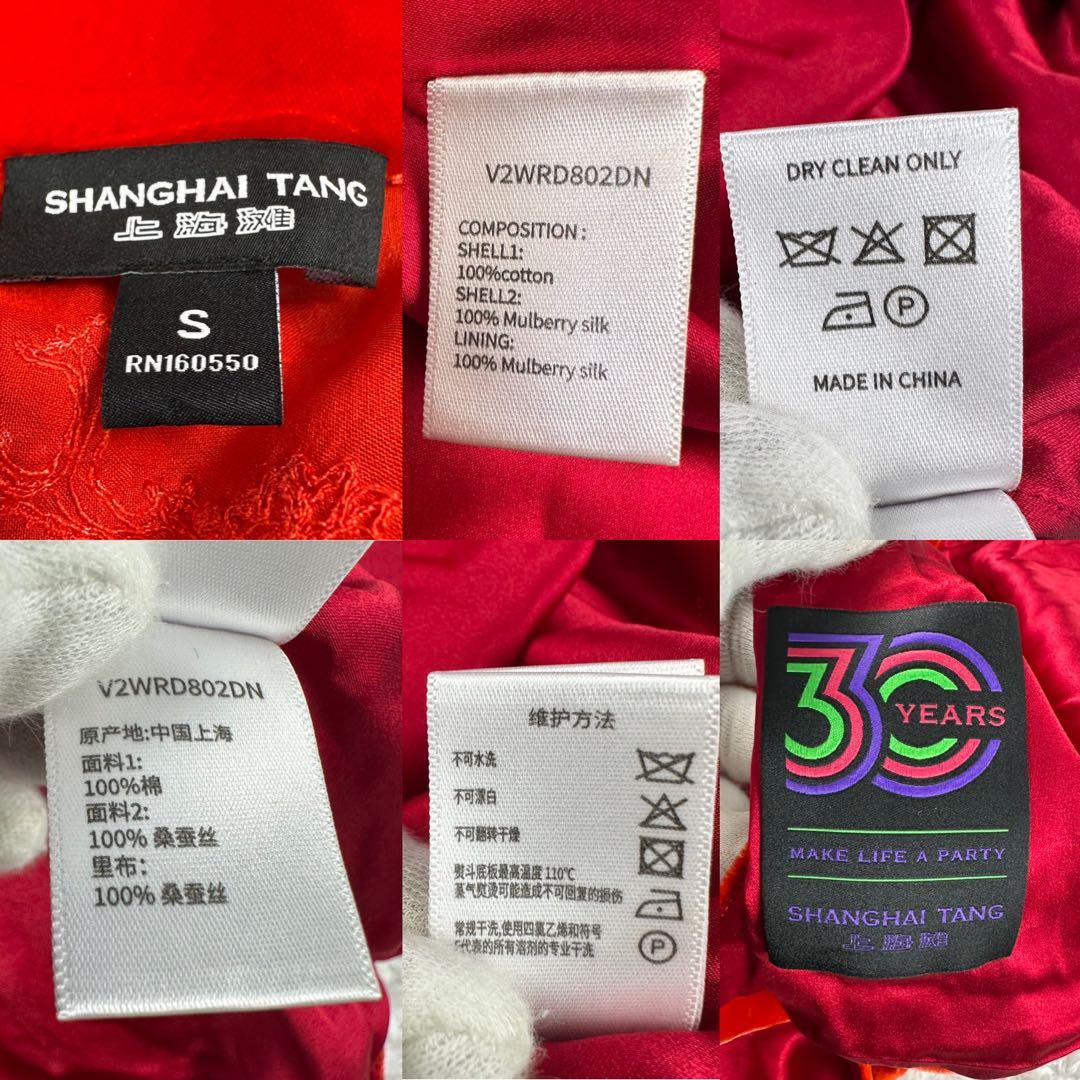 SHANGHAI TANG
上海灘
S
RN160550
V2WRD802DN
COMPOSITION :
SHELL1:
100%cotton
SHELL2:
100% Mulberry silk
LINING:
100% Mulberry silk
DRY CLEAN ONLY
P
MADE IN CHINA
V2WRD802DN
原产地:中国上海
面料1:
100%棉
面料2:
100% 桑蚕丝
里布:
100% 桑蚕丝
维护方法
不可水洗
不可漂白
不可翻转干燥
熨斗底板最高温度 110℃
蒸气熨烫可能造成不可回复的损伤
常规干洗,使用四氯乙烯和符号
代表的所有溶剂的专业干洗
P
30
YEARS
MAKE LIFE A PARTY
SHANGHAI TANG
上海灘